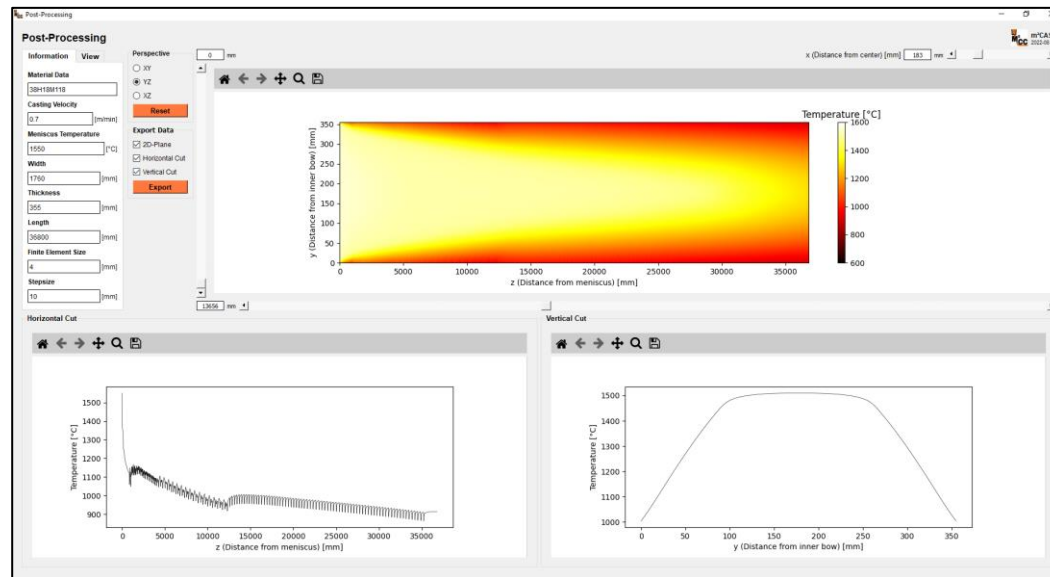 Post-Processing
Post-Processing
MCC
m²CAS
Information
View
Material Data
38H18M118
Casting Velocity
0.7 [m/min]
Meniscus Temperature
1550 [°C]
Width
1760 [mm]
Thickness
355 [mm]
Length
36800 [mm]
Finite Element Size
4 [mm]
Stepsize
10 [mm]
Perspective
XY
YZ
XZ
Reset
Export Data
2D-Plane
Horizontal Cut
Vertical Cut
Export
0 mm
x (Distance from center) [mm] 183 mm
Temperature [°C]
350
300
250
200
150
100
50
0
y (Distance from inner bow) [mm]
0 5000 10000 15000 20000 25000 30000 35000
z (Distance from meniscus) [mm]
1600
1400
1200
1000
800
600
13656 mm
Horizontal Cut
1500
1400
1300
1200
1100
1000
900
Temperature [°C]
0 5000 10000 15000 20000 25000 30000 35000
z (Distance from meniscus) [mm]
Vertical Cut
1500
1400
1300
1200
1100
1000
Temperature [°C]
0 50 100 150 200 250 300 350
y (Distance from inner bow) [mm]